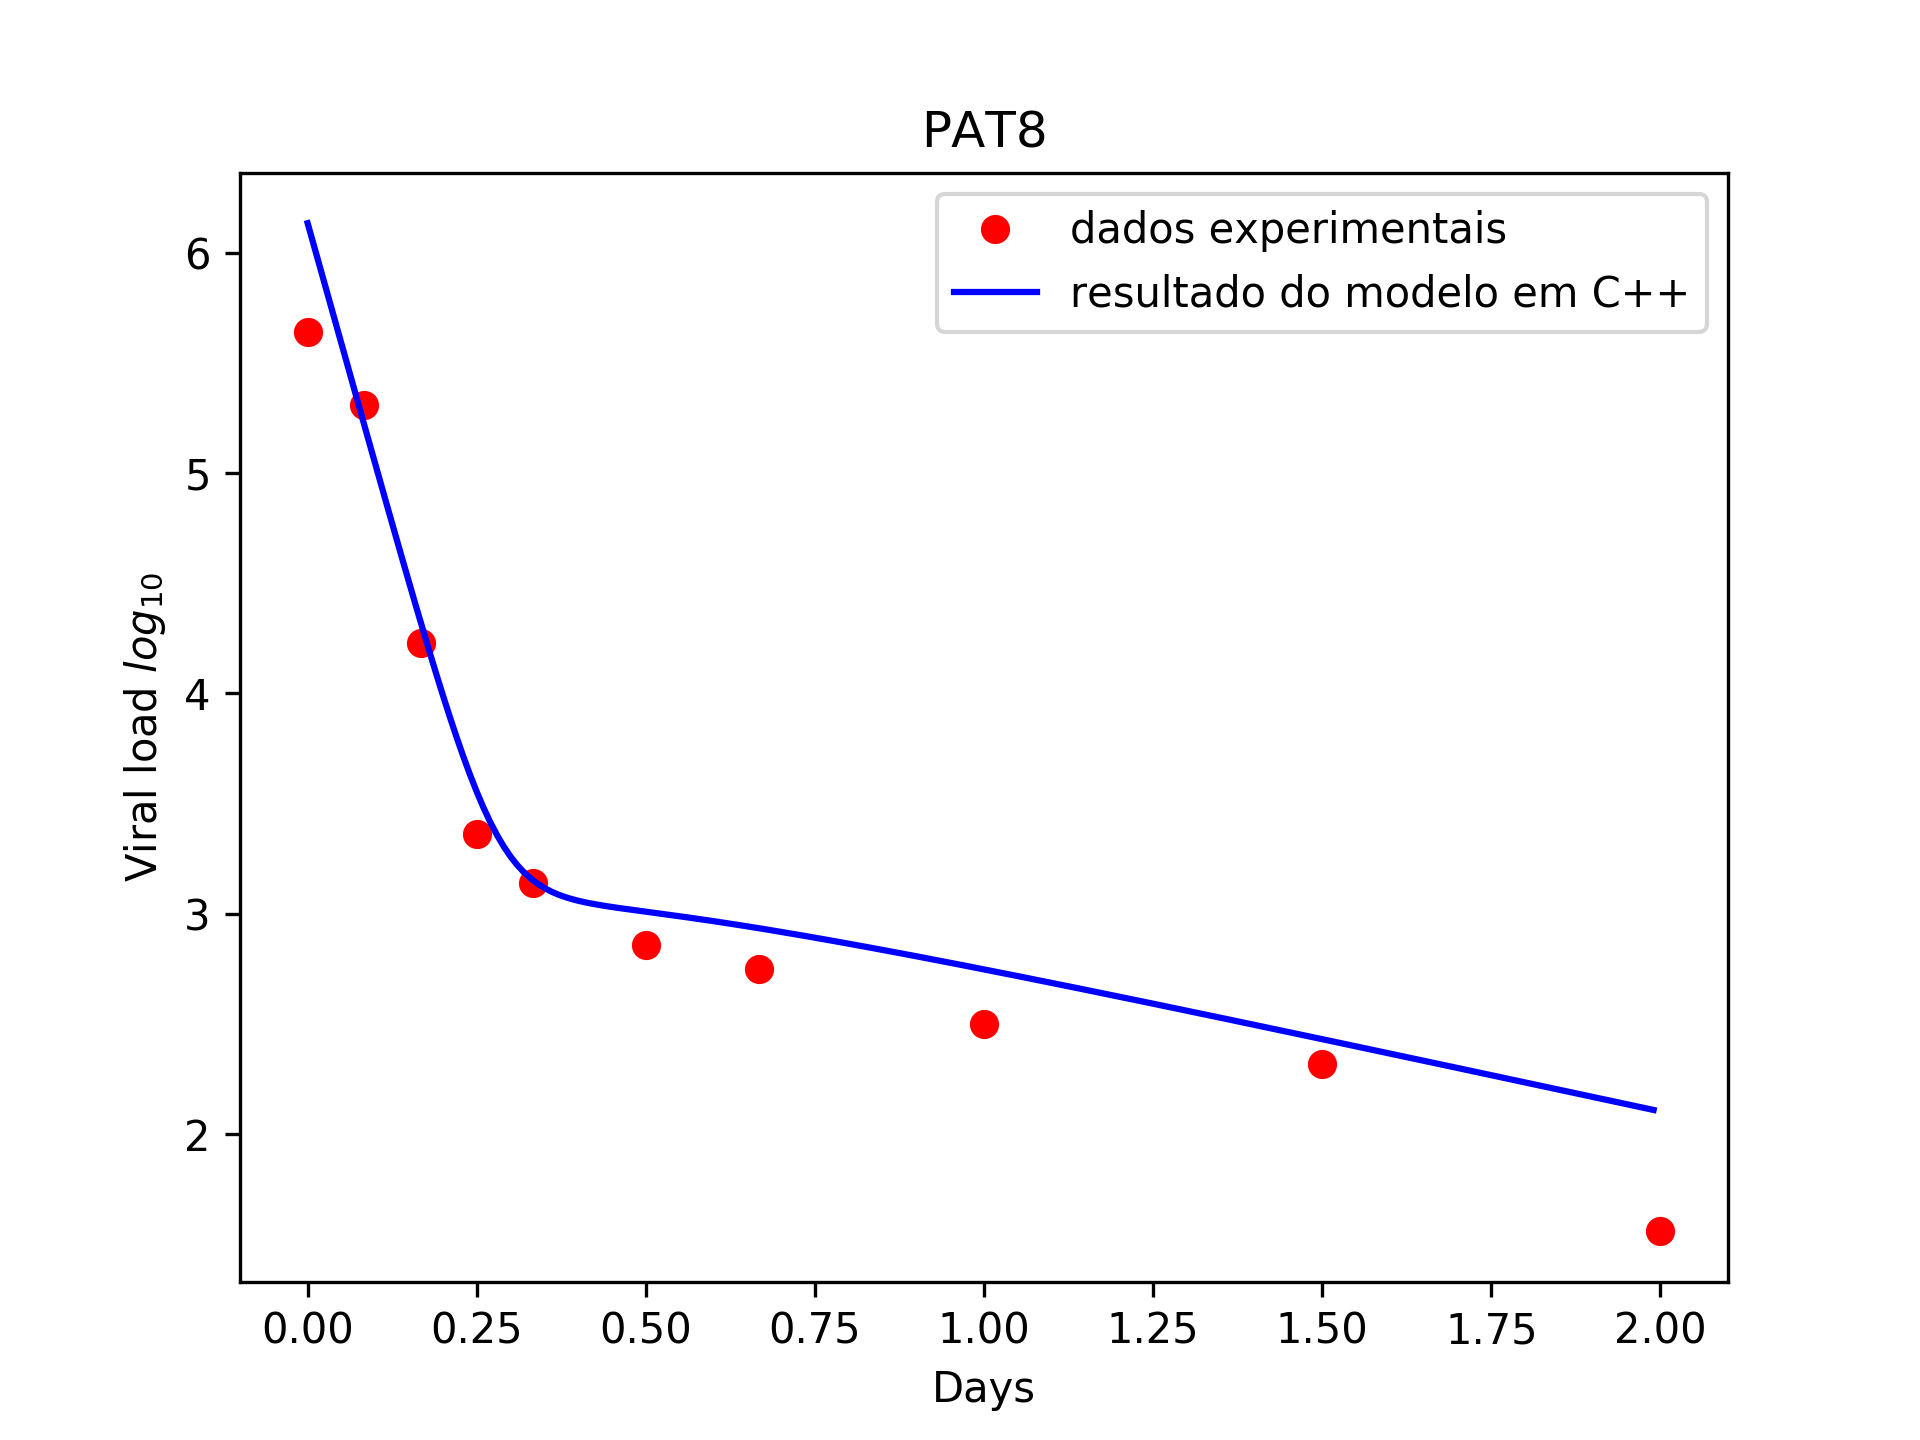 PAT8
dados experimentais
resultado do modelo em C++
Viral load log10
6
5
4
3
2
0.00 0.25 0.50 0.75 1.00 1.25 1.50 1.75 2.00
Days